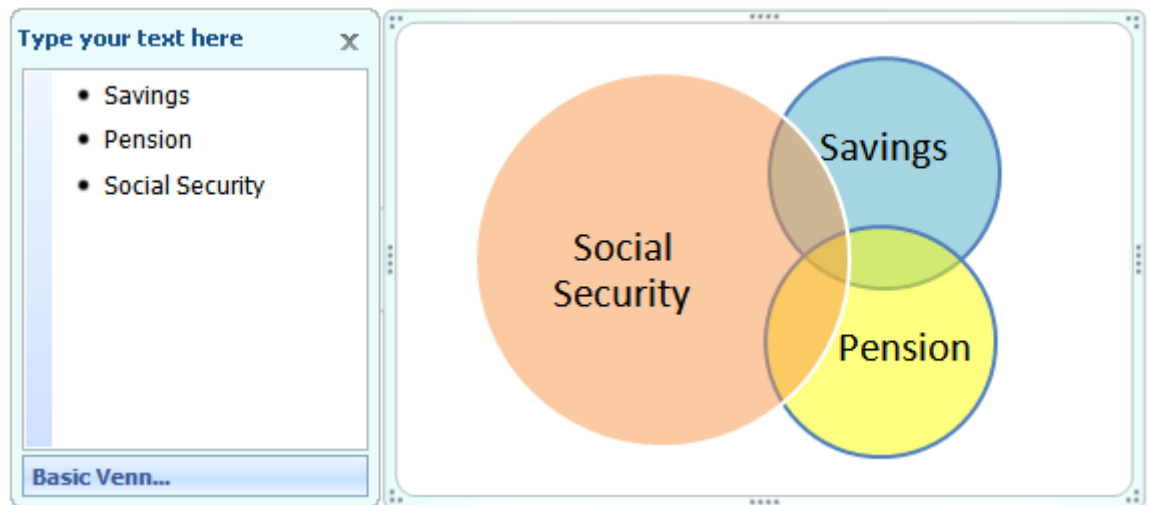 Type your text here X
• Savings
• Pension
• Social Security
Basic Venn...
Savings
Social
Security
Pension